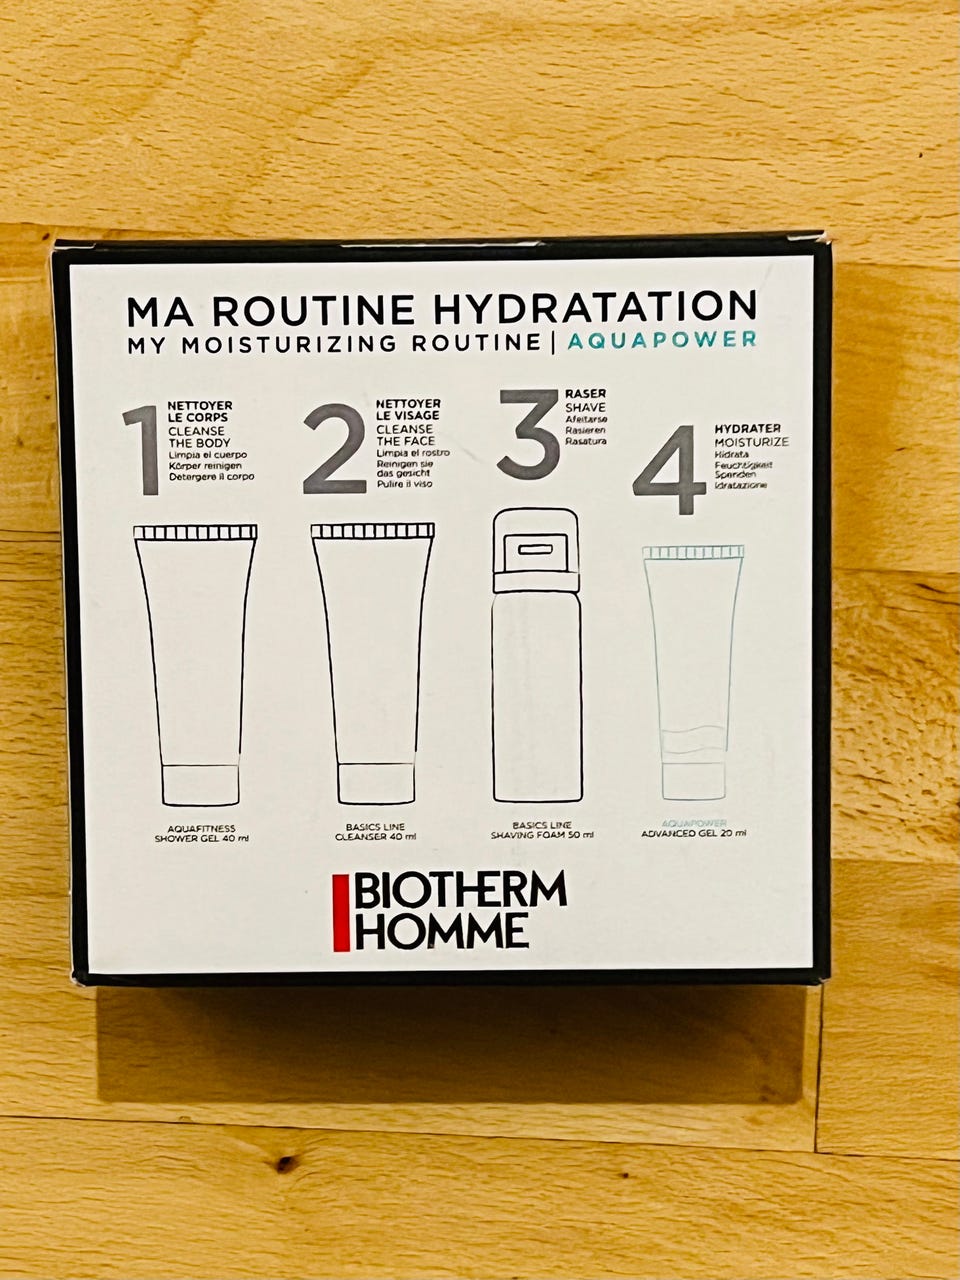 MA ROUTINE HYDRATATION
MY MOISTURIZING ROUTINE | AQUAPOWER
1
NETTOYER
LE CORPS
CLEANSE
THE BODY
Limpia el cuerpo
Körper reinigen
Detergere il corpo
2
NETTOYER
LE VISAGE
CLEANSE
THE FACE
Limpia el rostro
Reinigen sie
das gesicht
Pulire il viso
3
RASER
SHAVE
Afeitarse
Rasieren
Rasatura
4
HYDRATER
MOISTURIZE
Hidrata
Feuchtigkeit
Spenden
Idratazione
AQUAFITNESS
SHOWER GEL 40 ml
BASICS LINE
CLEANSER 40 ml
BASICS LINE
SHAVING FOAM 50 ml
AQUAPOWER
ADVANCED GEL 20 ml
BIOTHERM
HOMME